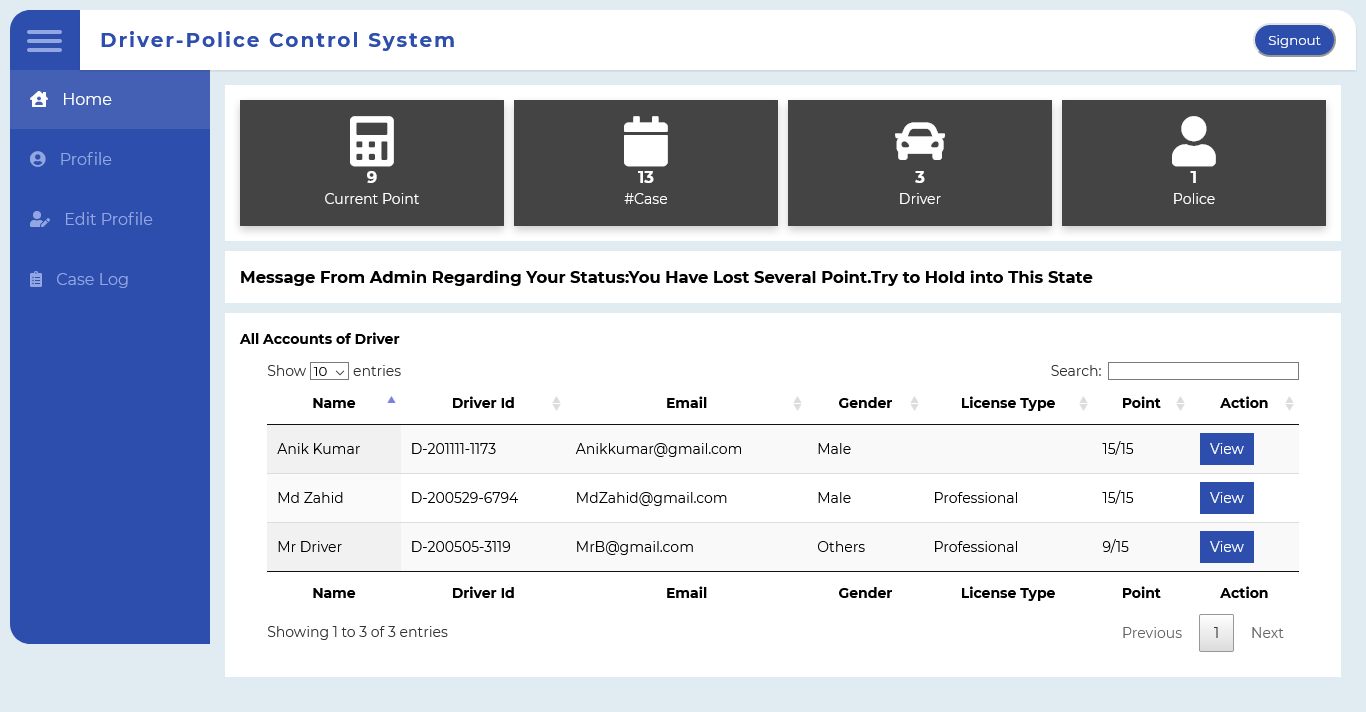 Driver-Police Control System
Signout
Home
Profile
Edit Profile
Case Log
9
Current Point
13
#Case
3
Driver
1
Police
Message From Admin Regarding Your Status:You Have Lost Several Point.Try to Hold into This State
All Accounts of Driver
Show 10 entries
Search:
Name Driver Id Email Gender License Type Point Action
Anik Kumar D-201111-1173 Anikkumar@gmail.com Male 15/15 View
Md Zahid D-200529-6794 MdZahid@gmail.com Male Professional 15/15 View
Mr Driver D-200505-3119 MrB@gmail.com Others Professional 9/15 View
Name Driver Id Email Gender License Type Point Action
Showing 1 to 3 of 3 entries
Previous 1 Next